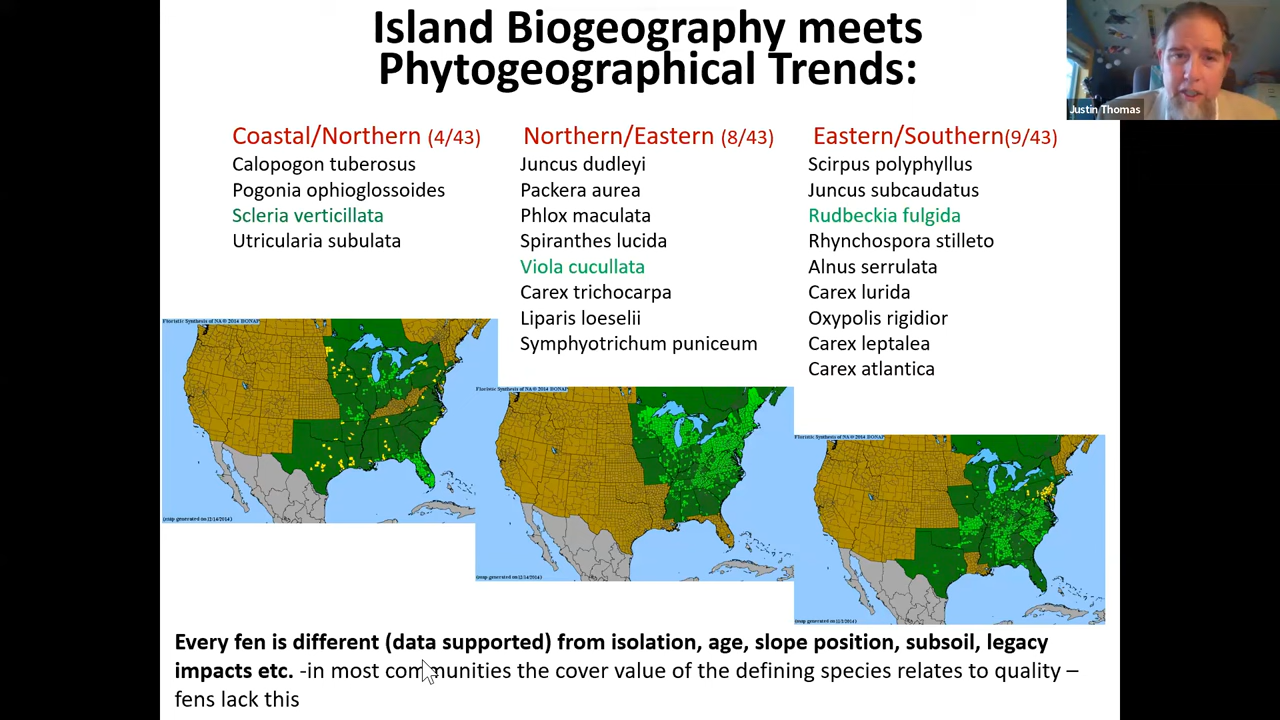 Island Biogeography meets
Phytogeographical Trends:
Justin Thomas
Coastal/Northern (4/43)
Calopogon tuberosus
Pogonia ophioglossoides
Scleria verticillata
Utricularia subulata
Northern/Eastern (8/43)
Juncus dudleyi
Packera aurea
Phlox maculata
Spiranthes lucida
Viola cucullata
Carex trichocarpa
Liparis loeselii
Symphyotrichum puniceum
Eastern/Southern(9/43)
Scirpus polyphyllus
Juncus subcaudatus
Rudbeckia fulgida
Rhynchospora stilleto
Alnus serrulata
Carex lurida
Oxypolis rigidior
Carex leptalea
Carex atlantica
Floristic Synthesis of NA © 2014 BONAP
(map generated on 12/14/2014)
Floristic Synthesis of NA © 2014 BONAP
Floristic Synthesis of NA © 2014 BONAP
Every fen is different (data supported) from isolation, age, slope position, subsoil, legacy
impacts etc. -in most communities the cover value of the defining species relates to quality –
fens lack this